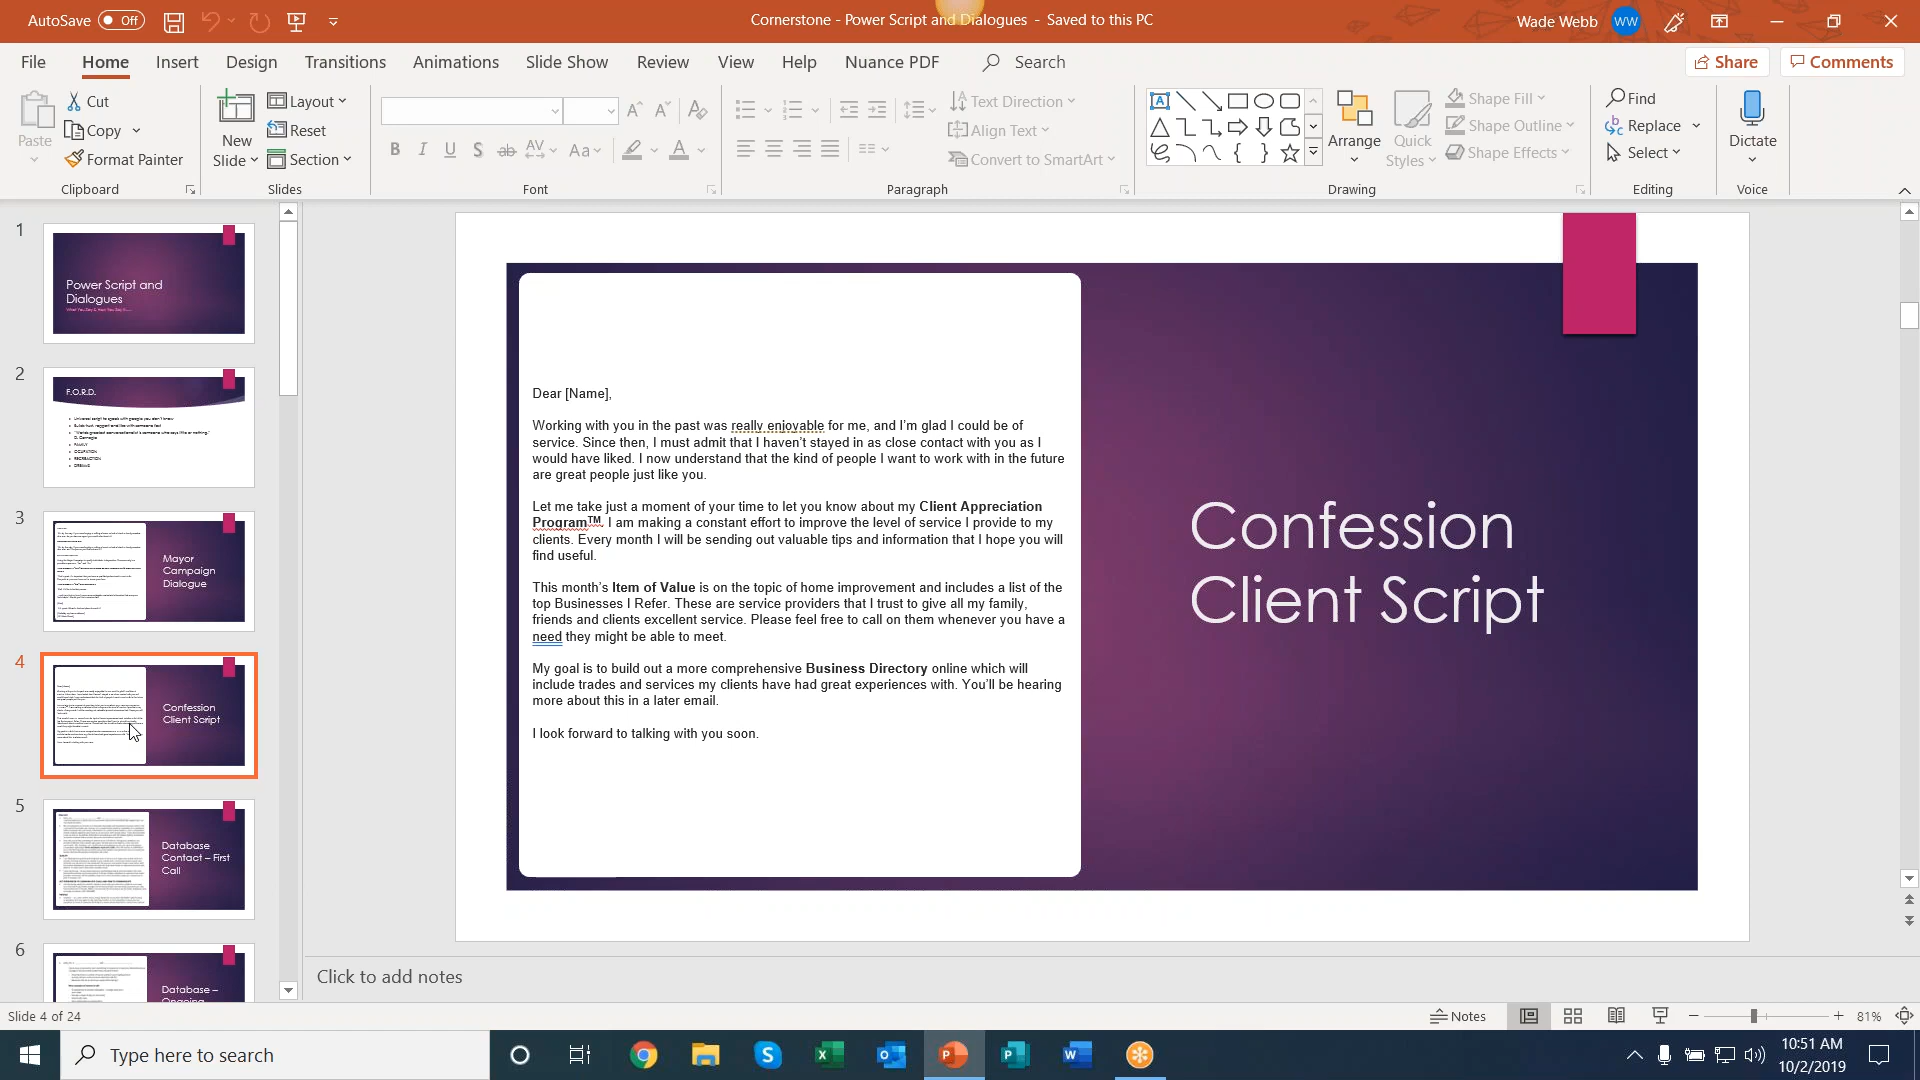 AutoSave Off
Cornerstone - Power Script and Dialogues - Saved to this PC
Wade Webb WW
File Home Insert Design Transitions Animations Slide Show Review View Help Nuance PDF Search Share Comments
Paste
Cut
Copy
Format Painter
Clipboard
New
Slide
Layout
Reset
Section
Slides
Font
Text Direction
Align Text
Convert to SmartArt
Paragraph
Arrange
Quick
Styles
Shape Fill
Shape Outline
Shape Effects
Drawing
Find
Replace
Select
Editing
Dictate
Voice
1
Power Script and
Dialogues
What You Say & How You Say It.....
2
F.O.R.D.
FAMILY
OCCUPATION
RECREATION
DREAMS
3
Mayor
Campaign
Dialogue
4
Confession
Client Script
5
Database
Contact – First
Call
6
Database –
Ongoing
Dear [Name],
Working with you in the past was really enjoyable for me, and I'm glad I could be of
service. Since then, I must admit that I haven't stayed in as close contact with you as I
would have liked. I now understand that the kind of people I want to work with in the future
are great people just like you.
Let me take just a moment of your time to let you know about my Client Appreciation
Program™. I am making a constant effort to improve the level of service I provide to my
clients. Every month I will be sending out valuable tips and information that I hope you will
find useful.
This month's Item of Value is on the topic of home improvement and includes a list of the
top Businesses I Refer. These are service providers that I trust to give all my family,
friends and clients excellent service. Please feel free to call on them whenever you have a
need they might be able to meet.
My goal is to build out a more comprehensive Business Directory online which will
include trades and services my clients have had great experiences with. You'll be hearing
more about this in a later email.
I look forward to talking with you soon.
Confession
Client Script
Click to add notes
Slide 4 of 24
Notes
81%
Type here to search
10:51 AM
10/2/2019